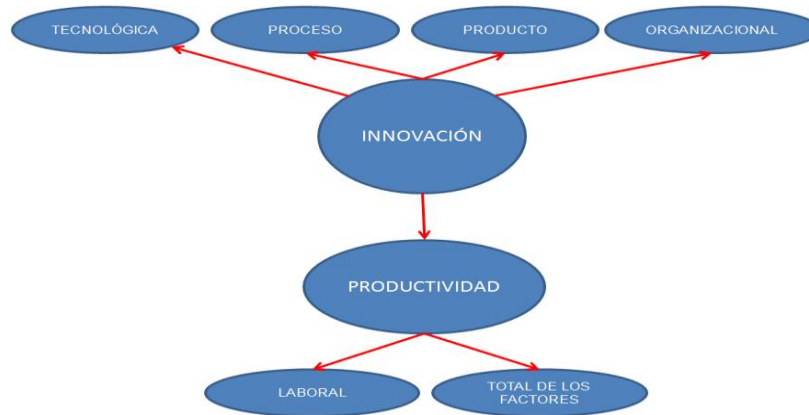 TECNOLÓGICA
PROCESO
PRODUCTO
ORGANIZACIONAL
INNOVACIÓN
PRODUCTIVIDAD
LABORAL
TOTAL DE LOS
FACTORES